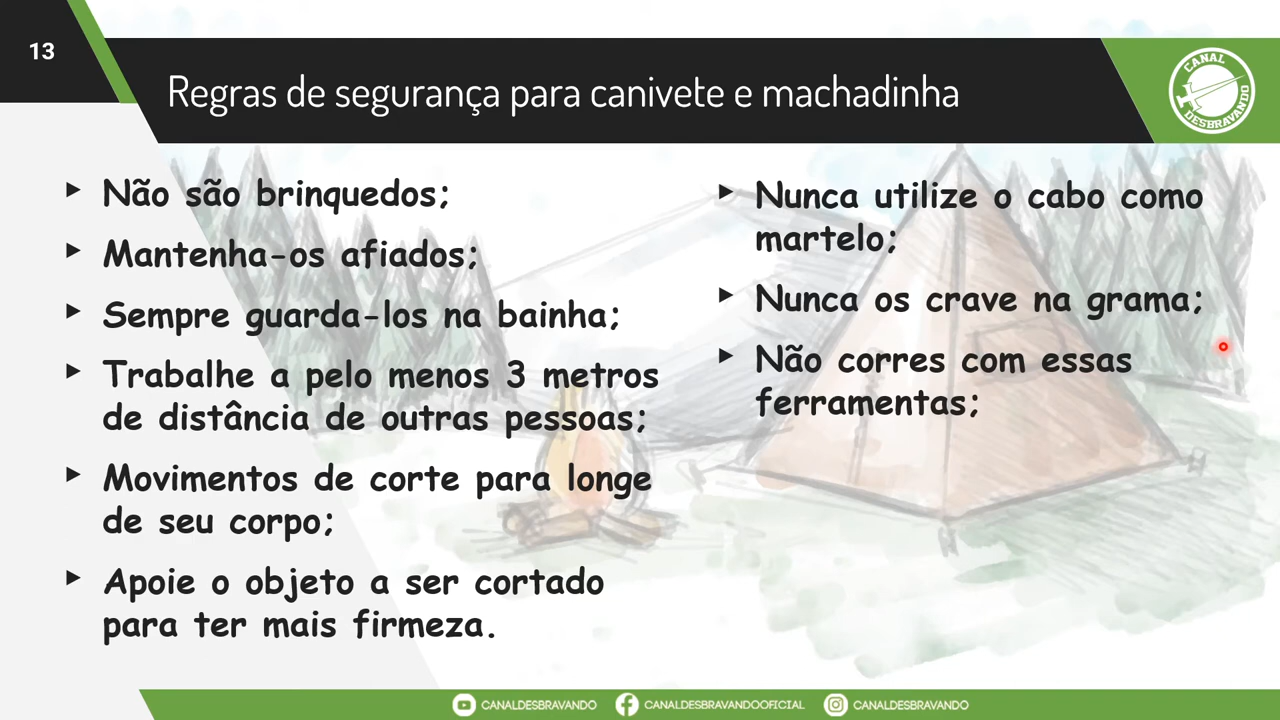 13
Regras de segurança para canivete e machadinha
CANAL
DESBRAVANDO
Não são brinquedos;
Mantenha-os afiados;
Sempre guarda-los na bainha;
Trabalhe a pelo menos 3 metros
de distância de outras pessoas;
Movimentos de corte para longe
de seu corpo;
Apoie o objeto a ser cortado
para ter mais firmeza.
Nunca utilize o cabo como
martelo;
Nunca os crave na grama;
Não corres com essas
ferramentas;
CANALDESBRAVANDO
CANALDESBRAVANDOOFICIAL
CANALDESBRAVANDO